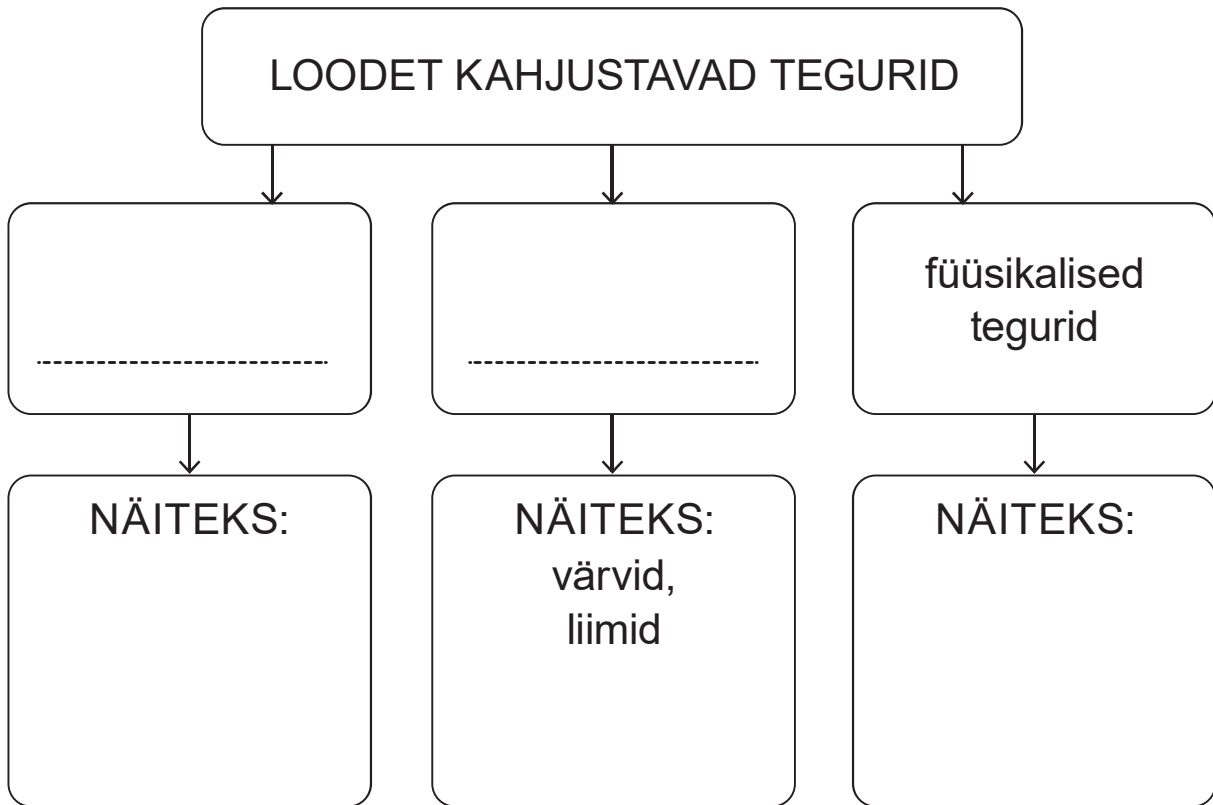 LOODET KAHJUSTAVAD TEGURID
füüsikalised
tegurid
NÄITEKS:
NÄITEKS:
värvid,
liimid
NÄITEKS: